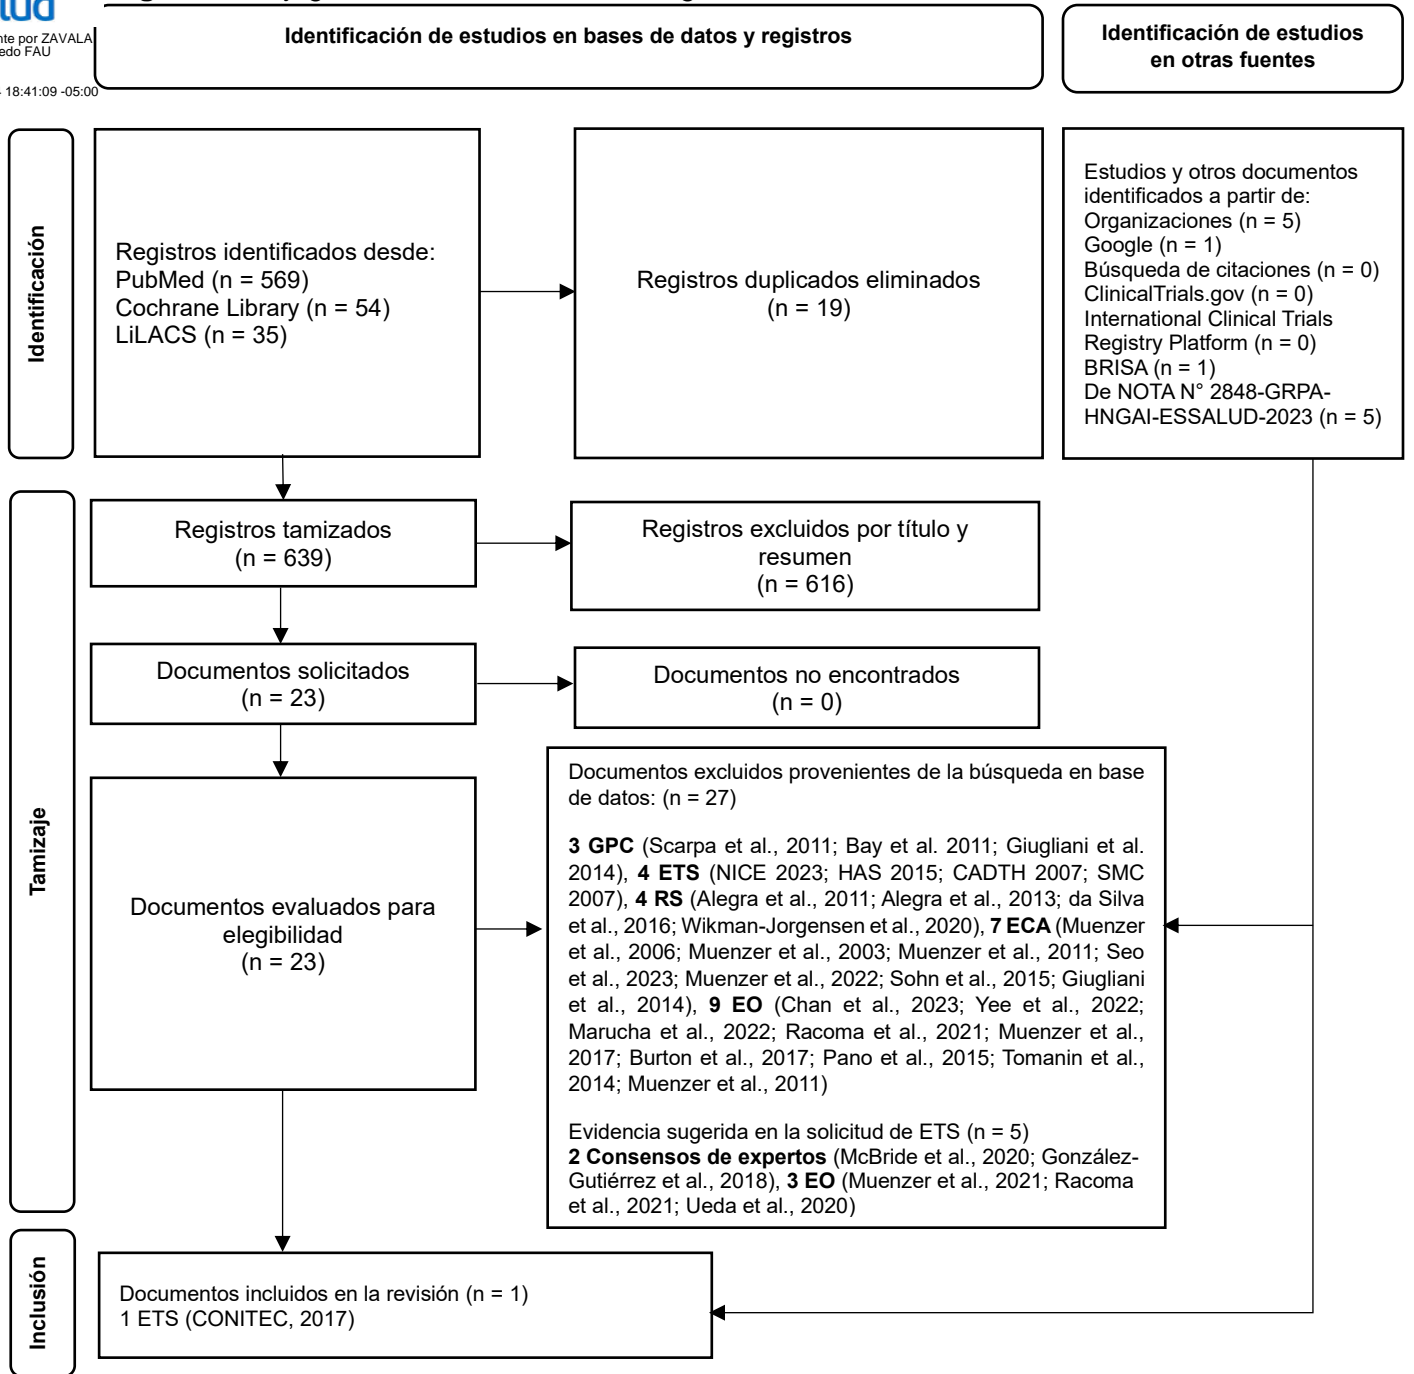 nte por ZAVALA
edo FAU
18:41:09 -05:00
Identificación de estudios en bases de datos y registros
Identificación de estudios
en otras fuentes
Identificación
Registros identificados desde:
PubMed (n = 569)
Cochrane Library (n = 54)
LiLACS (n = 35)
Registros duplicados eliminados
(n = 19)
Estudios y otros documentos
identificados a partir de:
Organizaciones (n = 5)
Google (n = 1)
Búsqueda de citaciones (n = 0)
ClinicalTrials.gov (n = 0)
International Clinical Trials
Registry Platform (n = 0)
BRISA (n = 1)
De NOTA N° 2848-GRPA-
HNGAI-ESSALUD-2023 (n = 5)
Tamizaje
Registros tamizados
(n = 639)
Registros excluidos por título y
resumen
(n = 616)
Documentos solicitados
(n = 23)
Documentos no encontrados
(n = 0)
Documentos evaluados para
elegibilidad
(n = 23)
Documentos excluidos provenientes de la búsqueda en base
de datos: (n = 27)
3 GPC (Scarpa et al., 2011; Bay et al. 2011; Giugliani et al.
2014), 4 ETS (NICE 2023; HAS 2015; CADTH 2007; SMC
2007), 4 RS (Alegra et al., 2011; Alegra et al., 2013; da Silva
et al., 2016; Wikman-Jorgensen et al., 2020), 7 ECA (Muenzer
et al., 2006; Muenzer et al., 2003; Muenzer et al., 2011; Seo
et al., 2023; Muenzer et al., 2022; Sohn et al., 2015; Giugliani
et al., 2014), 9 EO (Chan et al., 2023; Yee et al., 2022;
Marucha et al., 2022; Racoma et al., 2021; Muenzer et al.,
2017; Burton et al., 2017; Pano et al., 2015; Tomanin et al.,
2014; Muenzer et al., 2011)
Evidencia sugerida en la solicitud de ETS (n = 5)
2 Consensos de expertos (McBride et al., 2020; González-
Gutiérrez et al., 2018), 3 EO (Muenzer et al., 2021; Racoma
et al., 2021; Ueda et al., 2020)
Inclusión
Documentos incluidos en la revisión (n = 1)
1 ETS (CONITEC, 2017)